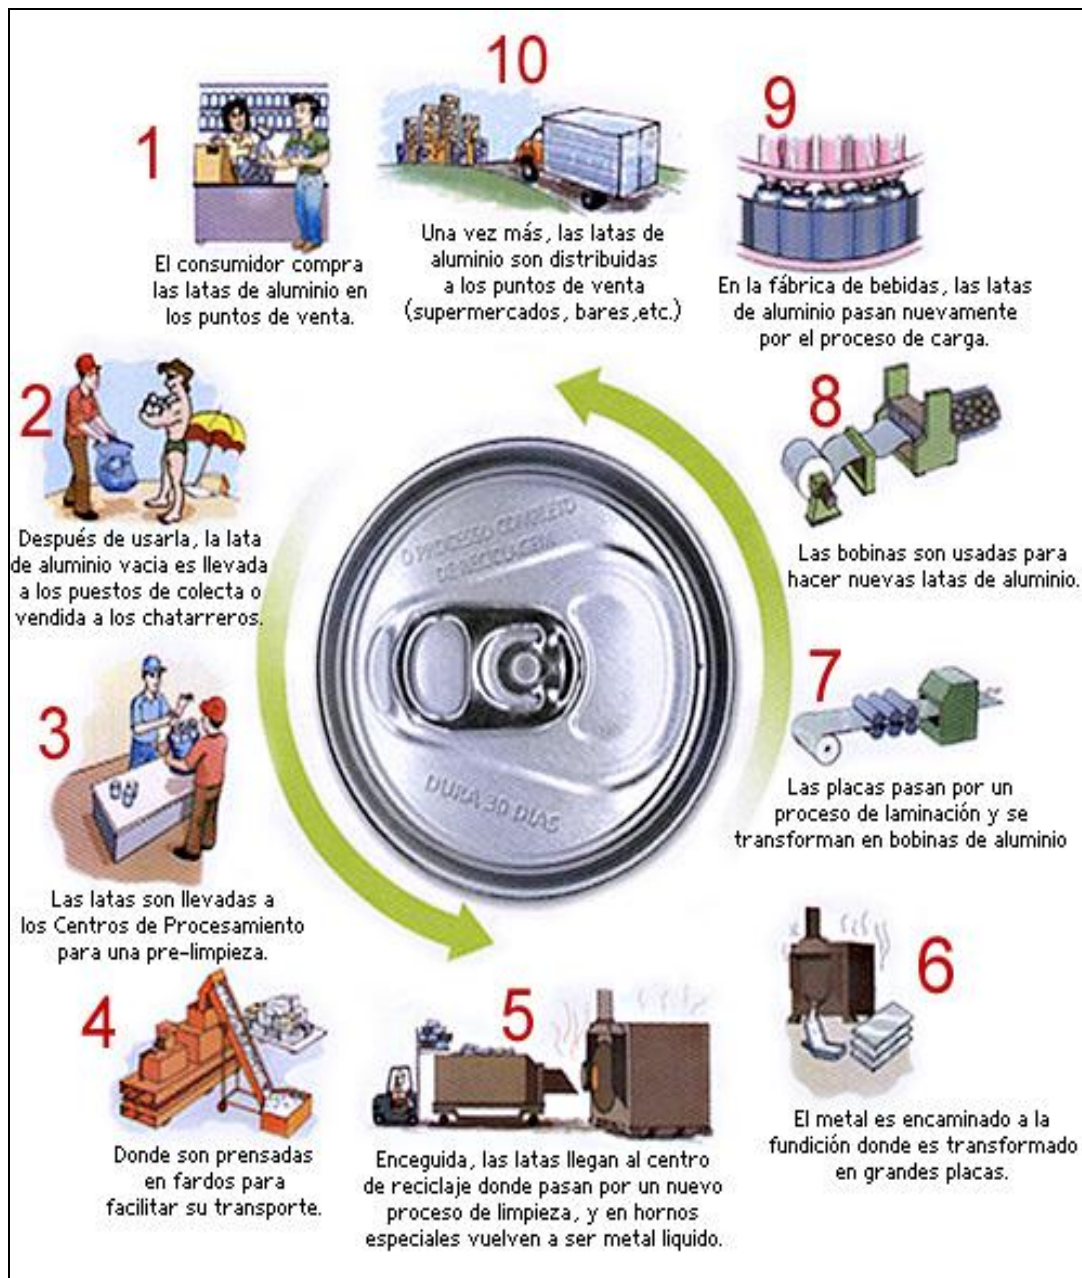 1
El consumidor compra
las latas de aluminio en
los puntos de venta.
2
Después de usarla, la lata
de aluminio vacia es llevada
a los puestos de colecta o
vendida a los chatarreros.
3
Las latas son llevadas a
los Centros de Procesamiento
para una pre-limpieza.
4
Donde son prensadas
en fardos para
facilitar su transporte.
5
Enceguida, las latas llegan al centro
de reciclaje donde pasan por un nuevo
proceso de limpieza, y en hornos
especiales vuelven a ser metal liquido.
6
El metal es encaminado a la
fundición donde es transformado
en grandes placas.
7
Las placas pasan por un
proceso de laminación y se
transforman en bobinas de aluminio
8
Las bobinas son usadas para
hacer nuevas latas de aluminio.
9
En la fábrica de bebidas, las latas
de aluminio pasan nuevamente
por el proceso de carga.
10
Una vez más, las latas de
aluminio son distribuidas
a los puntos de venta
(supermercados, bares,etc.)
O PROCESSO COMPLETO
DE RECICLAGEM
DURA 30 DIAS